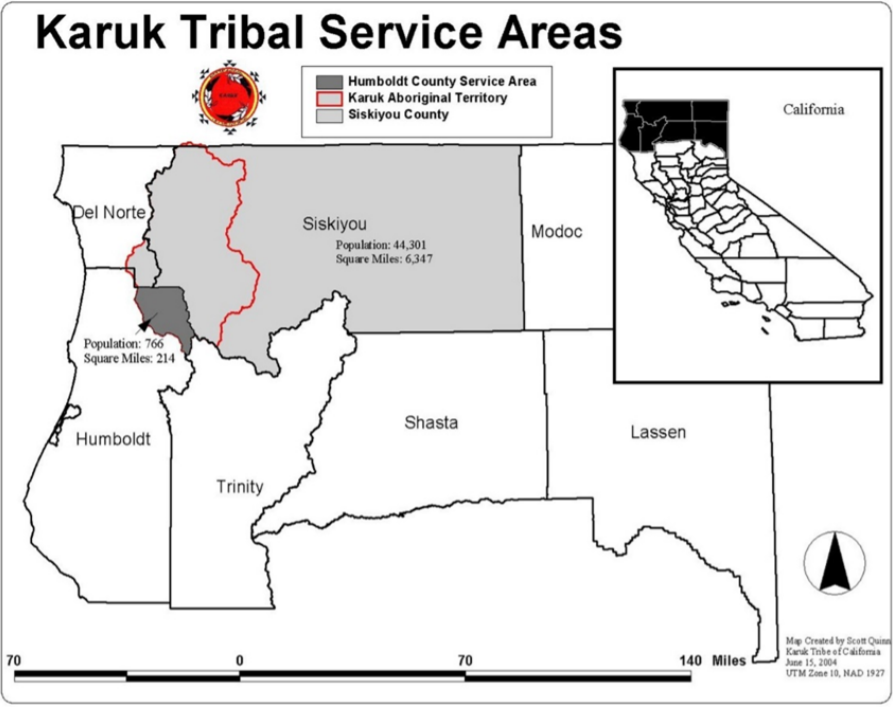 Karuk Tribal Service Areas
Humboldt County Service Area
Karuk Aboriginal Territory
Siskiyou County
California
Del Norte
Siskiyou
Population: 44,301
Square Miles: 6,347
Modoc
Population: 766
Square Miles: 214
Humboldt
Shasta
Lassen
Trinity
70 0 70 140 Miles
Map Created by Scott Quinn
Karuk Tribe of California
June 15, 2004
UTM Zone 10, NAD 1927